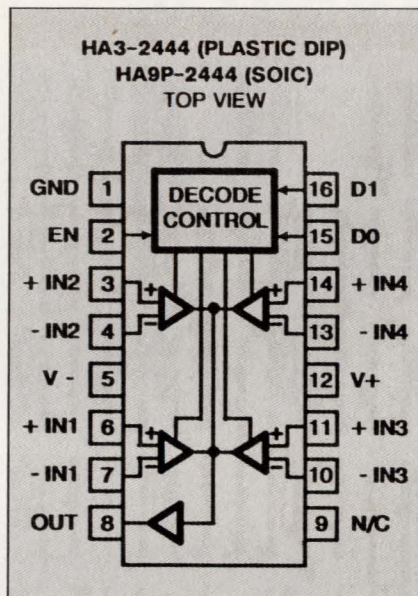 HA3-2444 (PLASTIC DIP)
HA9P-2444 (SOIC)
TOP VIEW
GND 1
EN 2
+ IN2 3
- IN2 4
V - 5
+ IN1 6
- IN1 7
OUT 8
DECODE
CONTROL
+
−
+
−
+
−
+
−
16 D1
15 D0
14 + IN4
13 - IN4
12 V+
11 + IN3
10 - IN3
9 N/C